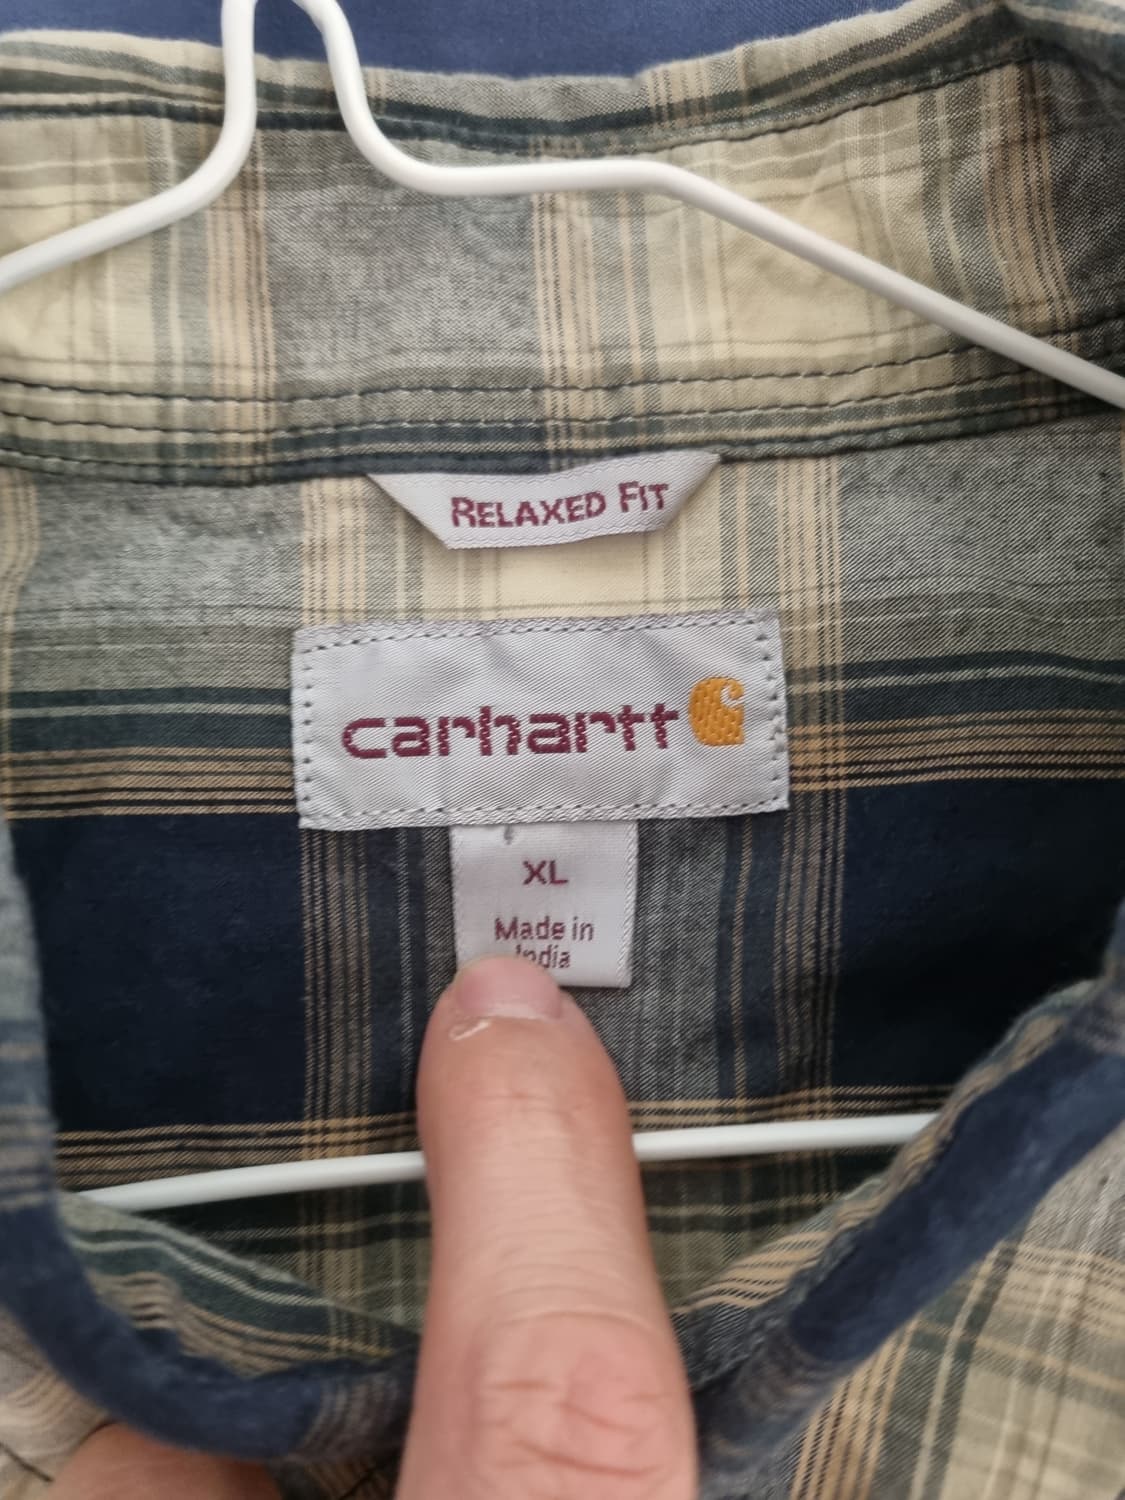 RELAXED FIT
carhartt
XL
Made in
India